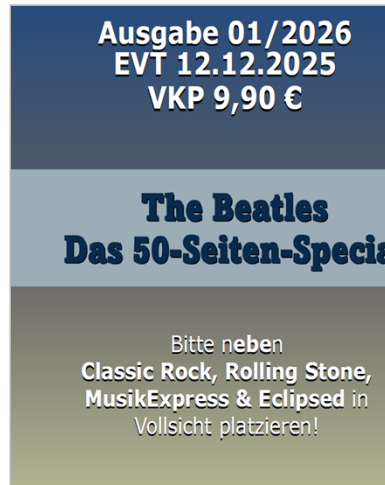 Ausgabe 01/2026
EVT 12.12.2025
VKP 9,90 €
The Beatles
Das 50-Seiten-Specia
Bitte neben
Classic Rock, Rolling Stone,
MusikExpress & Eclipsed in
Vollsicht platzieren!